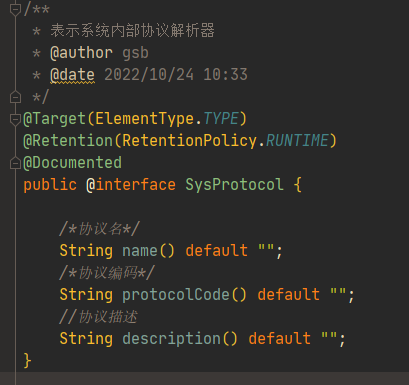 /**
 * 表示系统内部协议解析器
 * @author gsb
 * @date 2022/10/24 10:33
 */
@Target(ElementType.TYPE)
@Retention(RetentionPolicy.RUNTIME)
@Documented
public @interface SysProtocol {
    /*协议名*/
    String name() default "";
    /*协议编码*/
    String protocolCode() default "";
    //协议描述
    String description() default "";
}